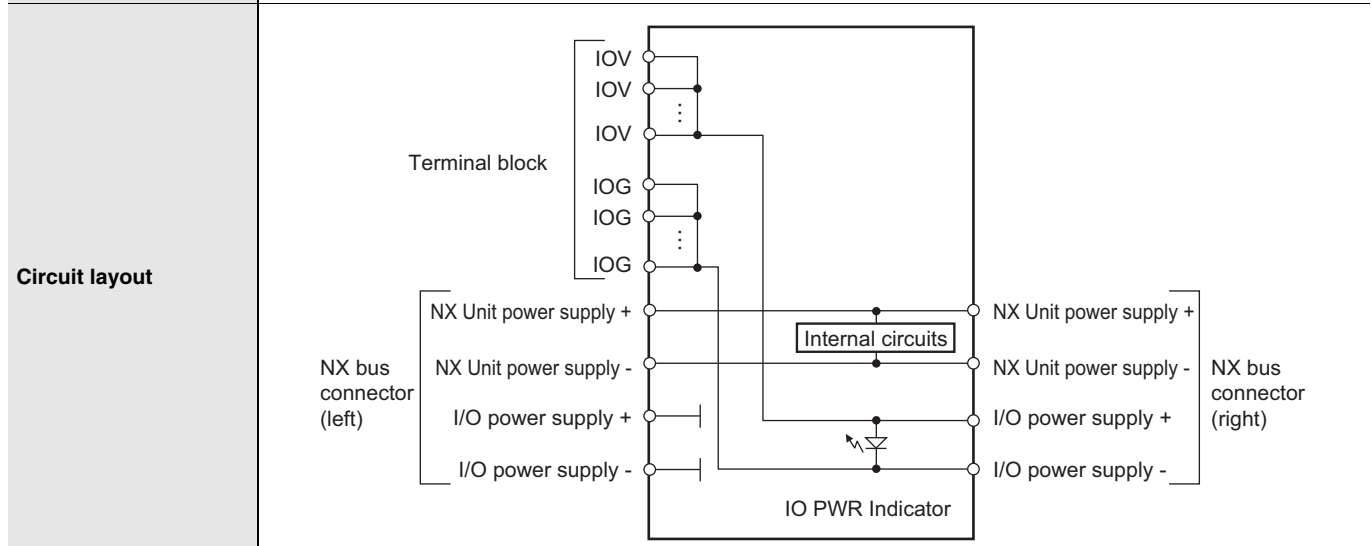 Circuit layout
Terminal block
IOV
IOV
IOV
IOG
IOG
IOG
NX bus
connector
(left)
NX Unit power supply +
NX Unit power supply -
I/O power supply +
I/O power supply -
Internal circuits
IO PWR Indicator
NX Unit power supply +
NX Unit power supply -
I/O power supply +
I/O power supply -
NX bus
connector
(right)